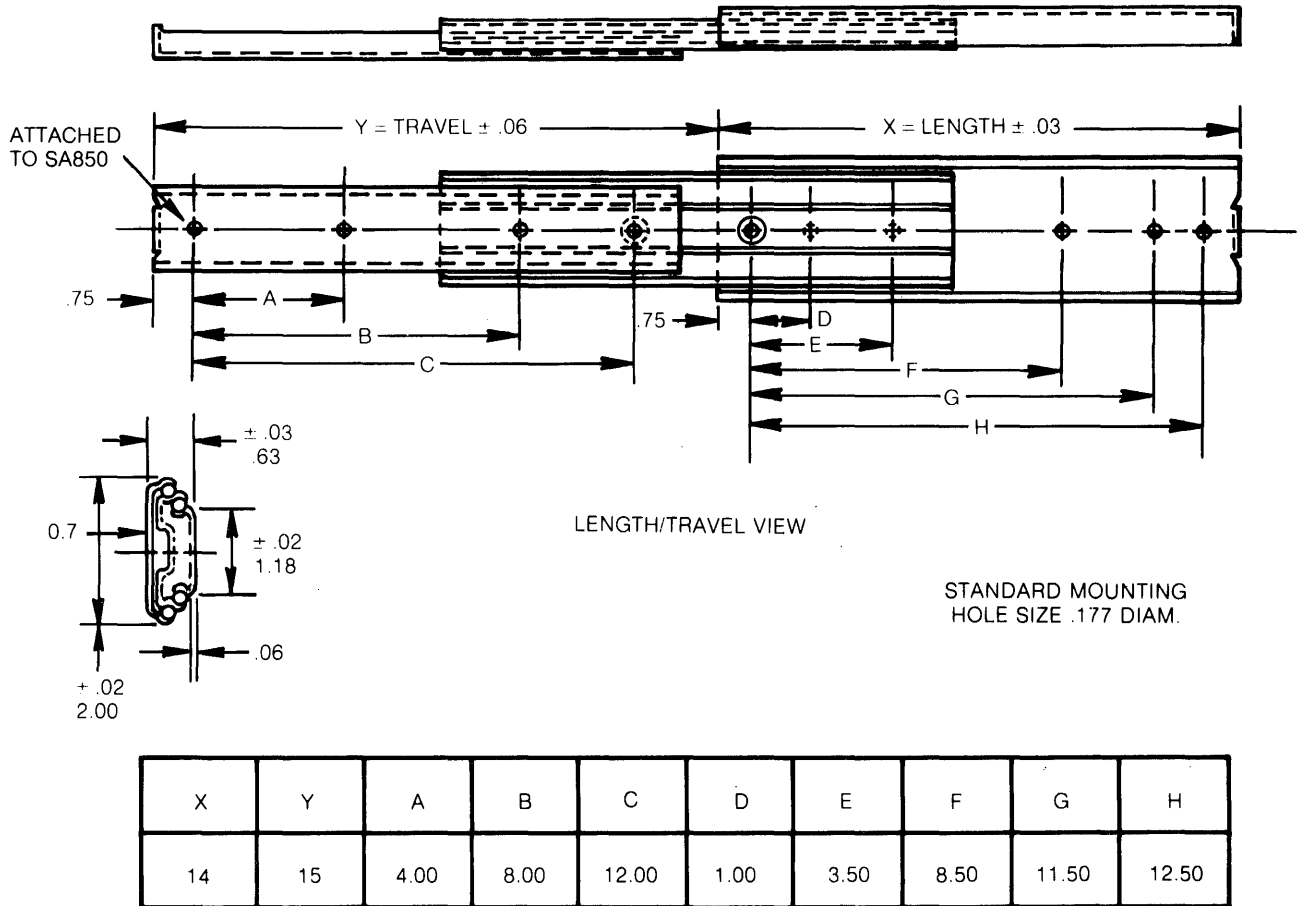 ATTACHED
TO SA850
Y = TRAVEL ± .06
X = LENGTH ± .03
.75
A
B
C
.75
D
E
F
G
H
± .03
.63
0.7
± .02
1.18
.06
± .02
2.00
LENGTH/TRAVEL VIEW
STANDARD MOUNTING
HOLE SIZE .177 DIAM.
X Y A B C D E F G H
14 15 4.00 8.00 12.00 1.00 3.50 8.50 11.50 12.50